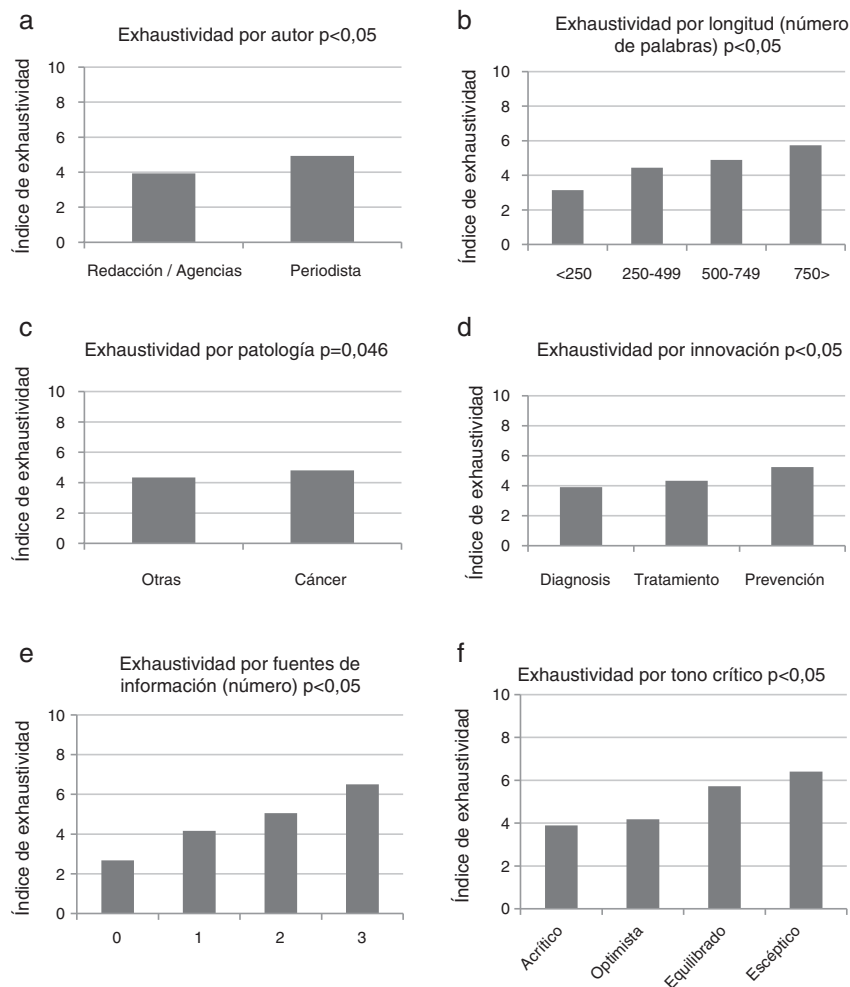 a
Exhaustividad por autor p<0,05
Índice de exhaustividad
10
8
6
4
2
0
Redacción / Agencias Periodista
b
Exhaustividad por longitud (número
de palabras) p<0,05
Índice de exhaustividad
10
8
6
4
2
0
<250 250-499 500-749 750>
c
Exhaustividad por patología p=0,046
Índice de exhaustividad
10
8
6
4
2
0
Otras Cáncer
d
Exhaustividad por innovación p<0,05
Índice de exhaustividad
10
8
6
4
2
0
Diagnosis Tratamiento Prevención
e
Exhaustividad por fuentes de
información (número) p<0,05
Índice de exhaustividad
10
8
6
4
2
0
0 1 2 3
f
Exhaustividad por tono crítico p<0,05
Índice de exhaustividad
10
8
6
4
2
0
Acrítico Optimista Equilibrado Escéptico